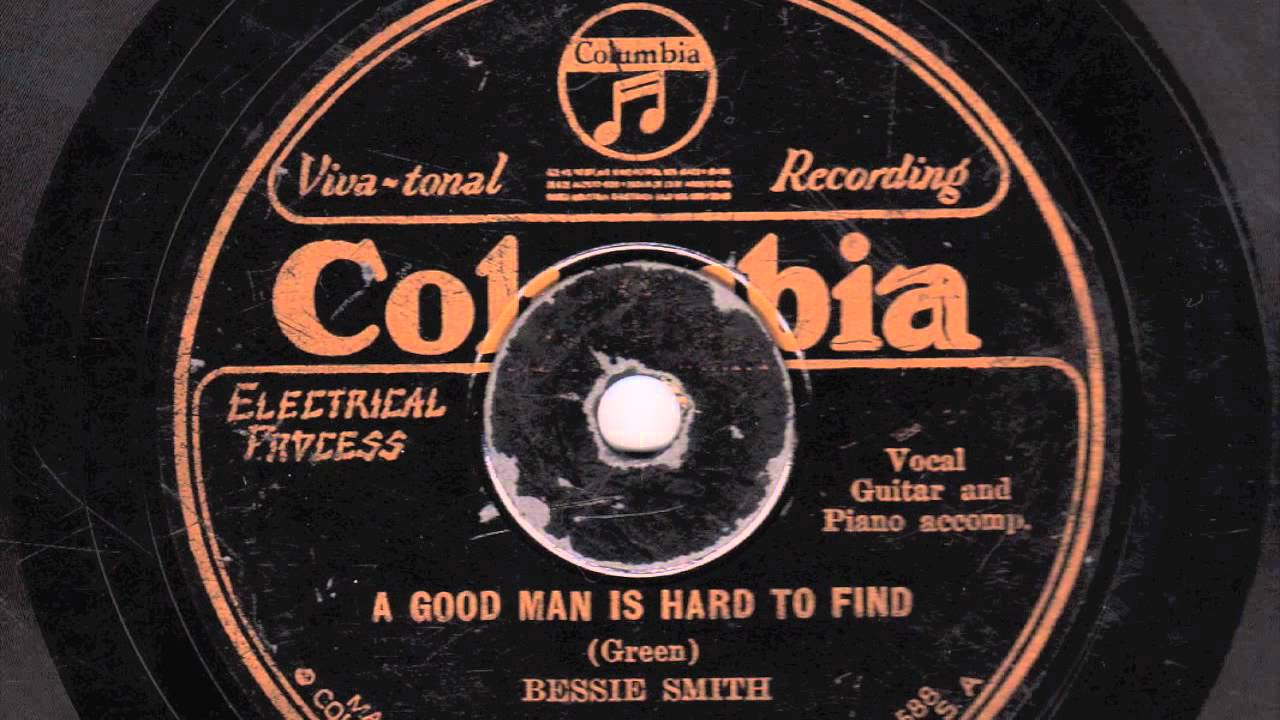 Columbia
Viva-tonal Recording
Col bia
ELECTRICAL
PROCESS
Vocal
Guitar and
Piano accomp.
A GOOD MAN IS HARD TO FIND
(Green)
BESSIE SMITH